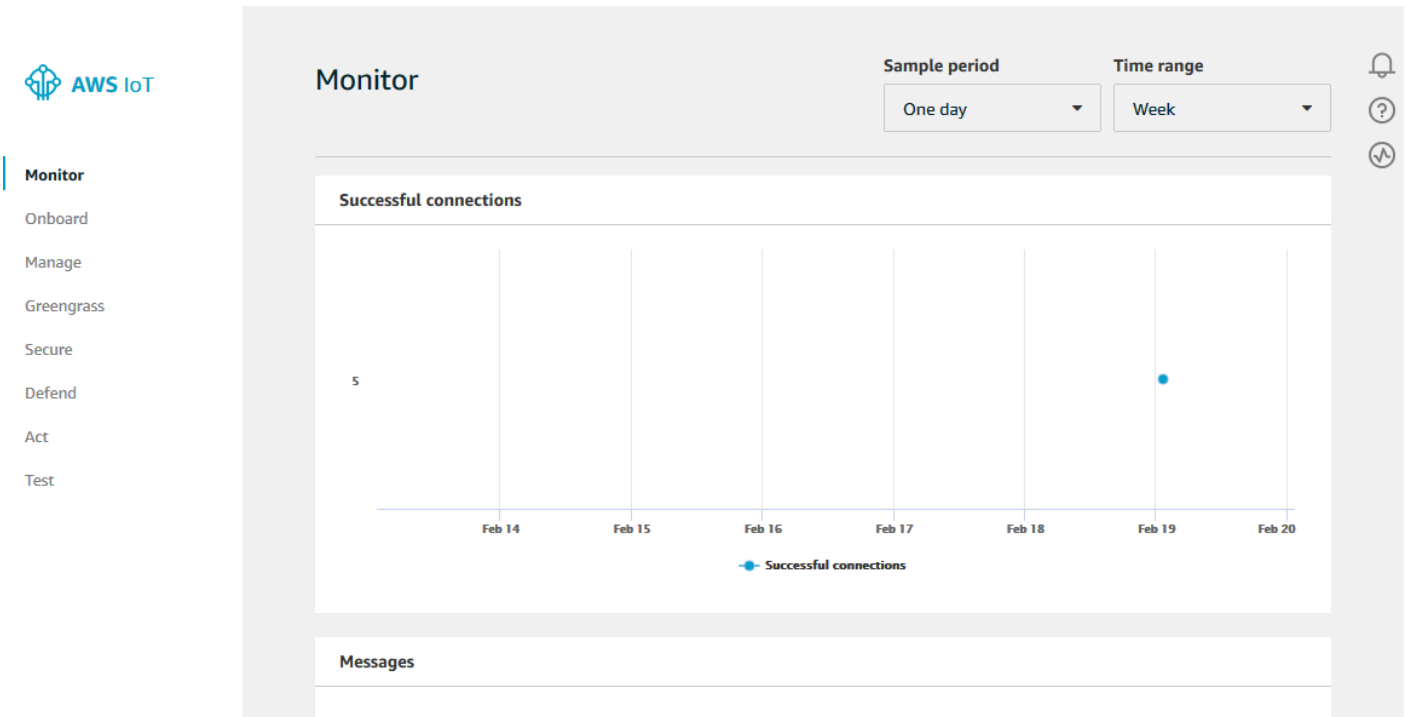 AWS IoT
Monitor
Onboard
Manage
Greengrass
Secure
Defend
Act
Test
Monitor
Sample period
One day
Time range
Week
Successful connections
5
Feb 14 Feb 15 Feb 16 Feb 17 Feb 18 Feb 19 Feb 20
Successful connections
Messages